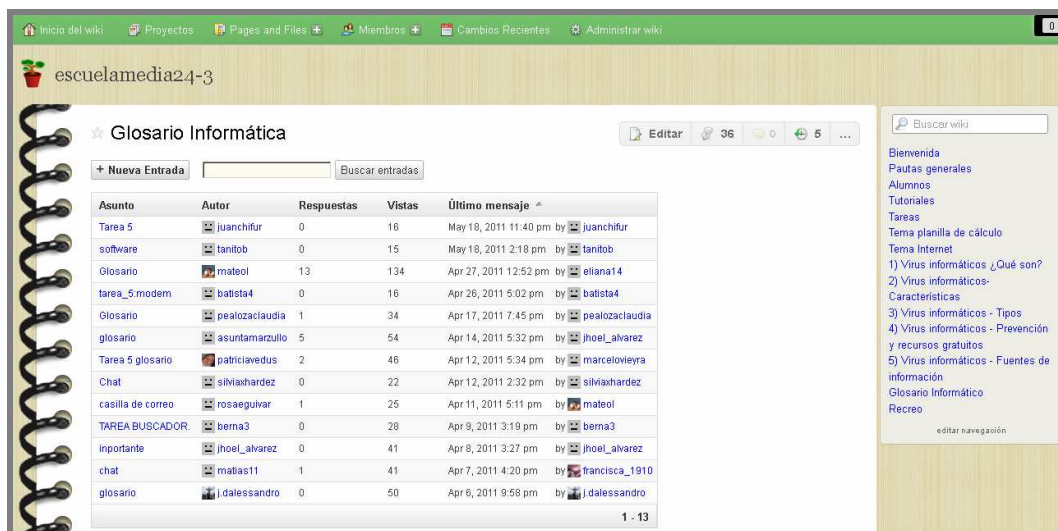 Inicio del wiki Proyectos Pages and Files Miembros Cambios Recientes Administrar wiki 0
escuelamedia24-3
Glosario Informática
Editar 36 0 5 ...
+ Nueva Entrada Buscar entradas
Asunto Autor Respuestas Vistas Último mensaje
Tarea 5 juanchifur 0 16 May 18, 2011 11:40 pm by juanchifur
software tanitob 0 15 May 18, 2011 2:18 pm by tanitob
Glosario mateol 13 134 Apr 27, 2011 12:52 pm by eliana14
tarea_5:modem batista4 0 16 Apr 26, 2011 5:02 pm by batista4
Glosario pealozaclaudia 1 34 Apr 17, 2011 7:45 pm by pealozaclaudia
glosario asuntamarzullo 5 54 Apr 14, 2011 5:32 pm by jhoel_alvarez
Tarea 5 glosario patriciavedus 2 46 Apr 12, 2011 5:34 pm by marcelovieyra
Chat silviaxhardez 0 22 Apr 12, 2011 2:32 pm by silviaxhardez
casilla de correo rosaeguivar 1 25 Apr 11, 2011 5:11 pm by mateol
TAREA BUSCADOR. berna3 0 28 Apr 9, 2011 3:19 pm by berna3
inportante jhoel_alvarez 0 41 Apr 8, 2011 3:27 pm by jhoel_alvarez
chat matias11 1 41 Apr 7, 2011 4:20 pm by francisca_1910
glosario j.dalessandro 0 50 Apr 6, 2011 9:58 pm by j.dalessandro
1 - 13
Buscar wiki
Bienvenida
Pautas generales
Alumnos
Tutoriales
Tareas
Tema planilla de cálculo
Tema Internet
1) Virus informáticos ¿Qué son?
2) Virus informáticos-
Características
3) Virus informáticos - Tipos
4) Virus informáticos - Prevención
y recursos gratuitos
5) Virus informáticos - Fuentes de
información
Glosario Informático
Recreo
editar navegación